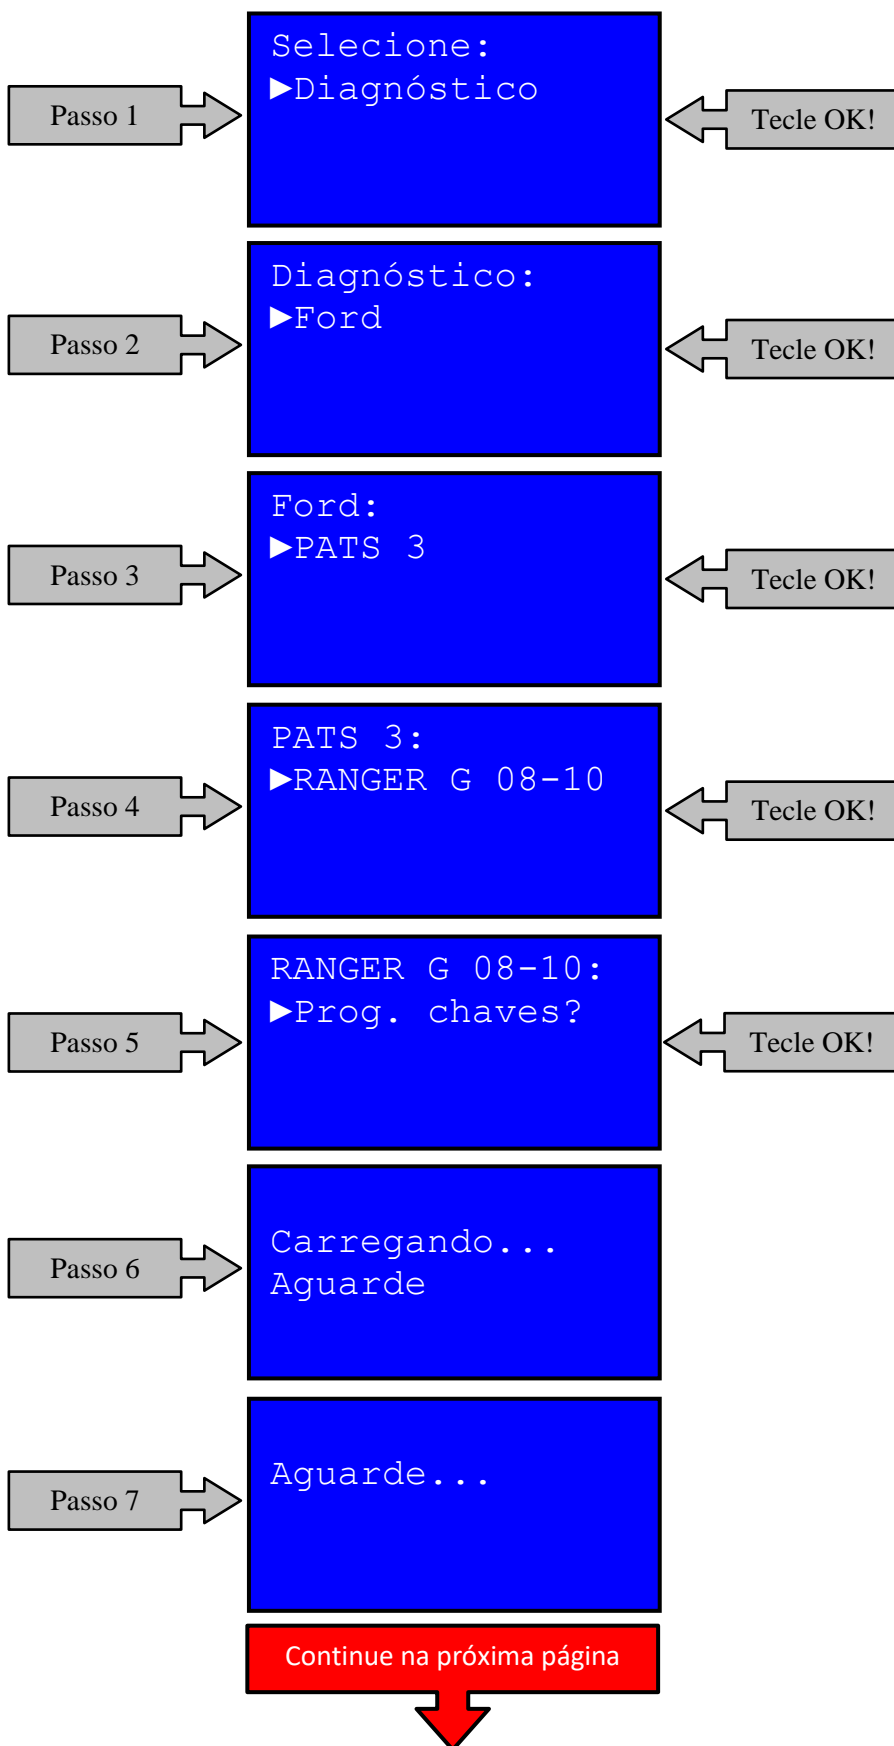 Selecione:
►Diagnóstico
Passo 1
Tecle OK!
Diagnóstico:
►Ford
Passo 2
Tecle OK!
Ford:
►PATS 3
Passo 3
Tecle OK!
PATS 3:
►RANGER G 08-10
Passo 4
Tecle OK!
RANGER G 08-10:
►Prog. chaves?
Passo 5
Tecle OK!
Carregando...
Aguarde
Passo 6
Aguarde...
Passo 7
Continue na próxima página